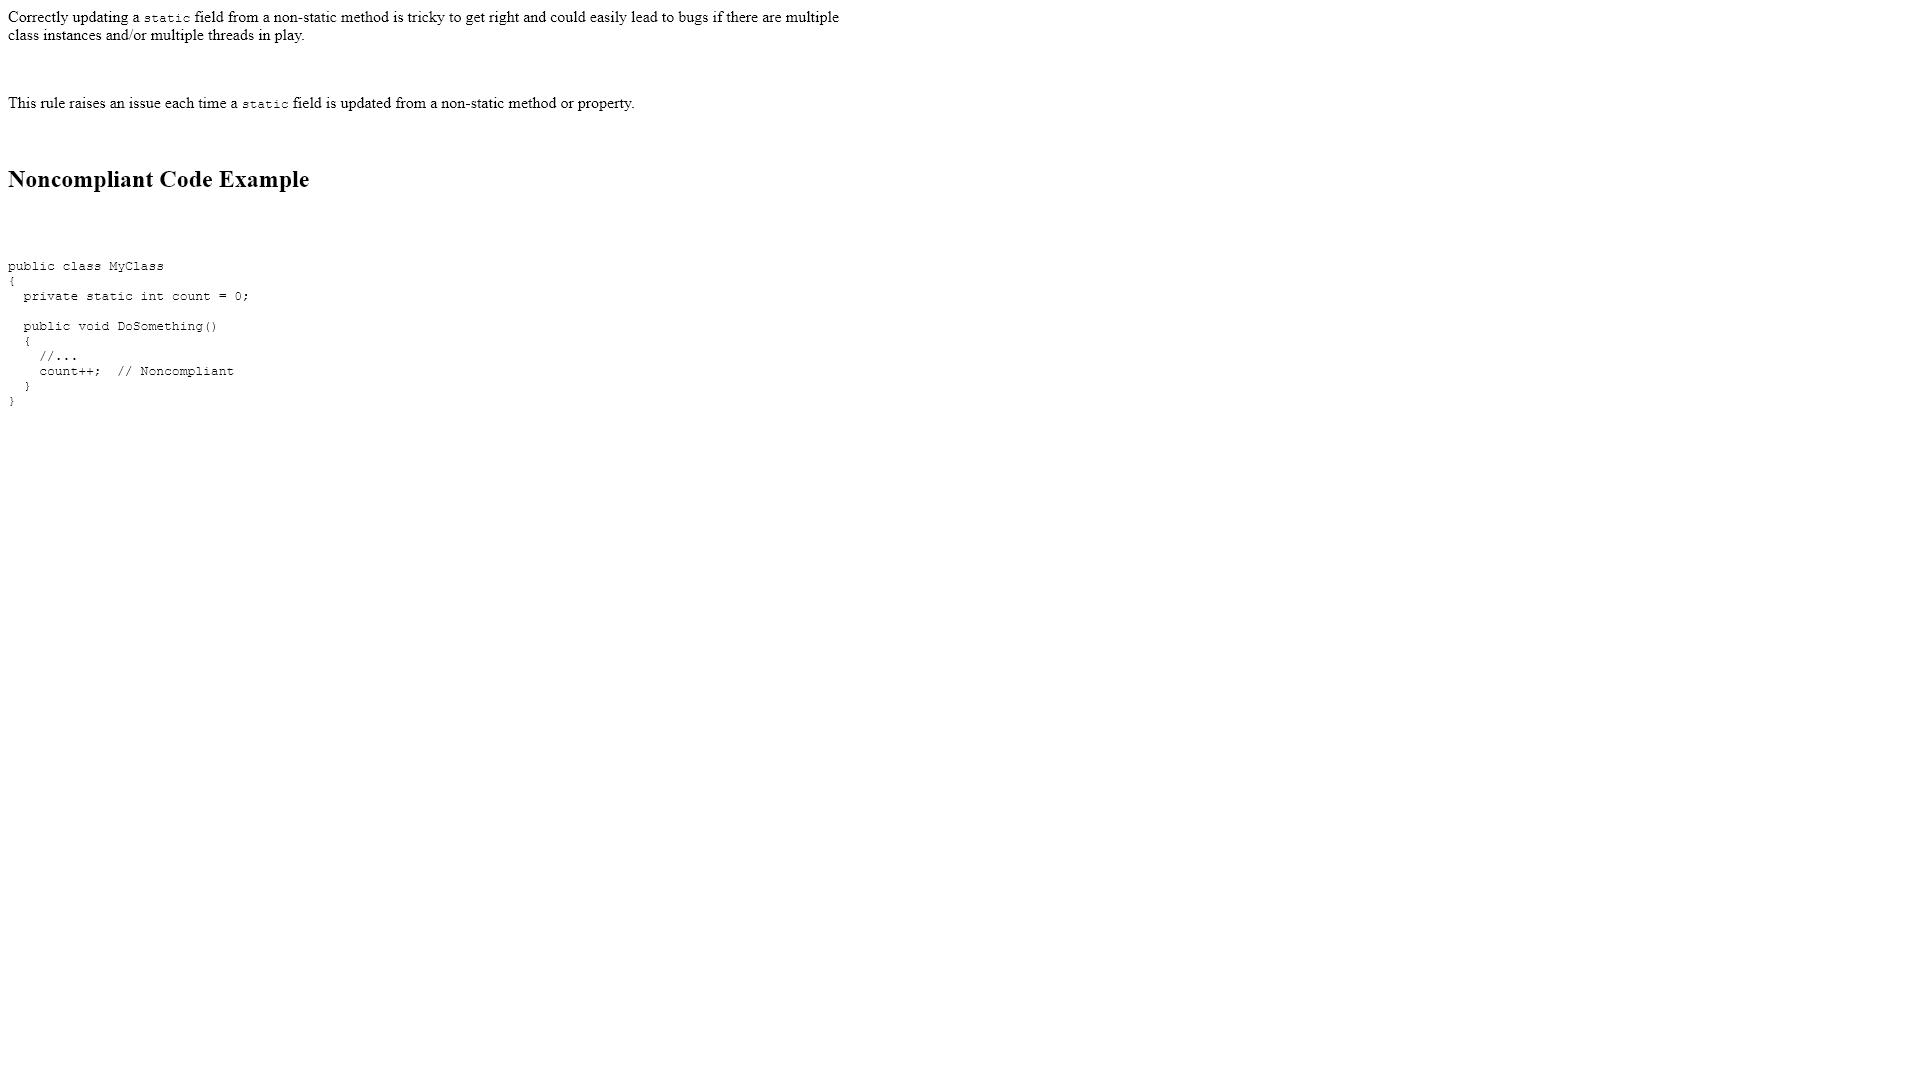 Correctly updating a static field from a non-static method is tricky to get right and could easily lead to bugs if there are multiple
class instances and/or multiple threads in play.
This rule raises an issue each time a static field is updated from a non-static method or property.
Noncompliant Code Example
public class MyClass
{
  private static int count = 0;
  public void DoSomething()
  {
    //...
    count++;  // Noncompliant
  }
}